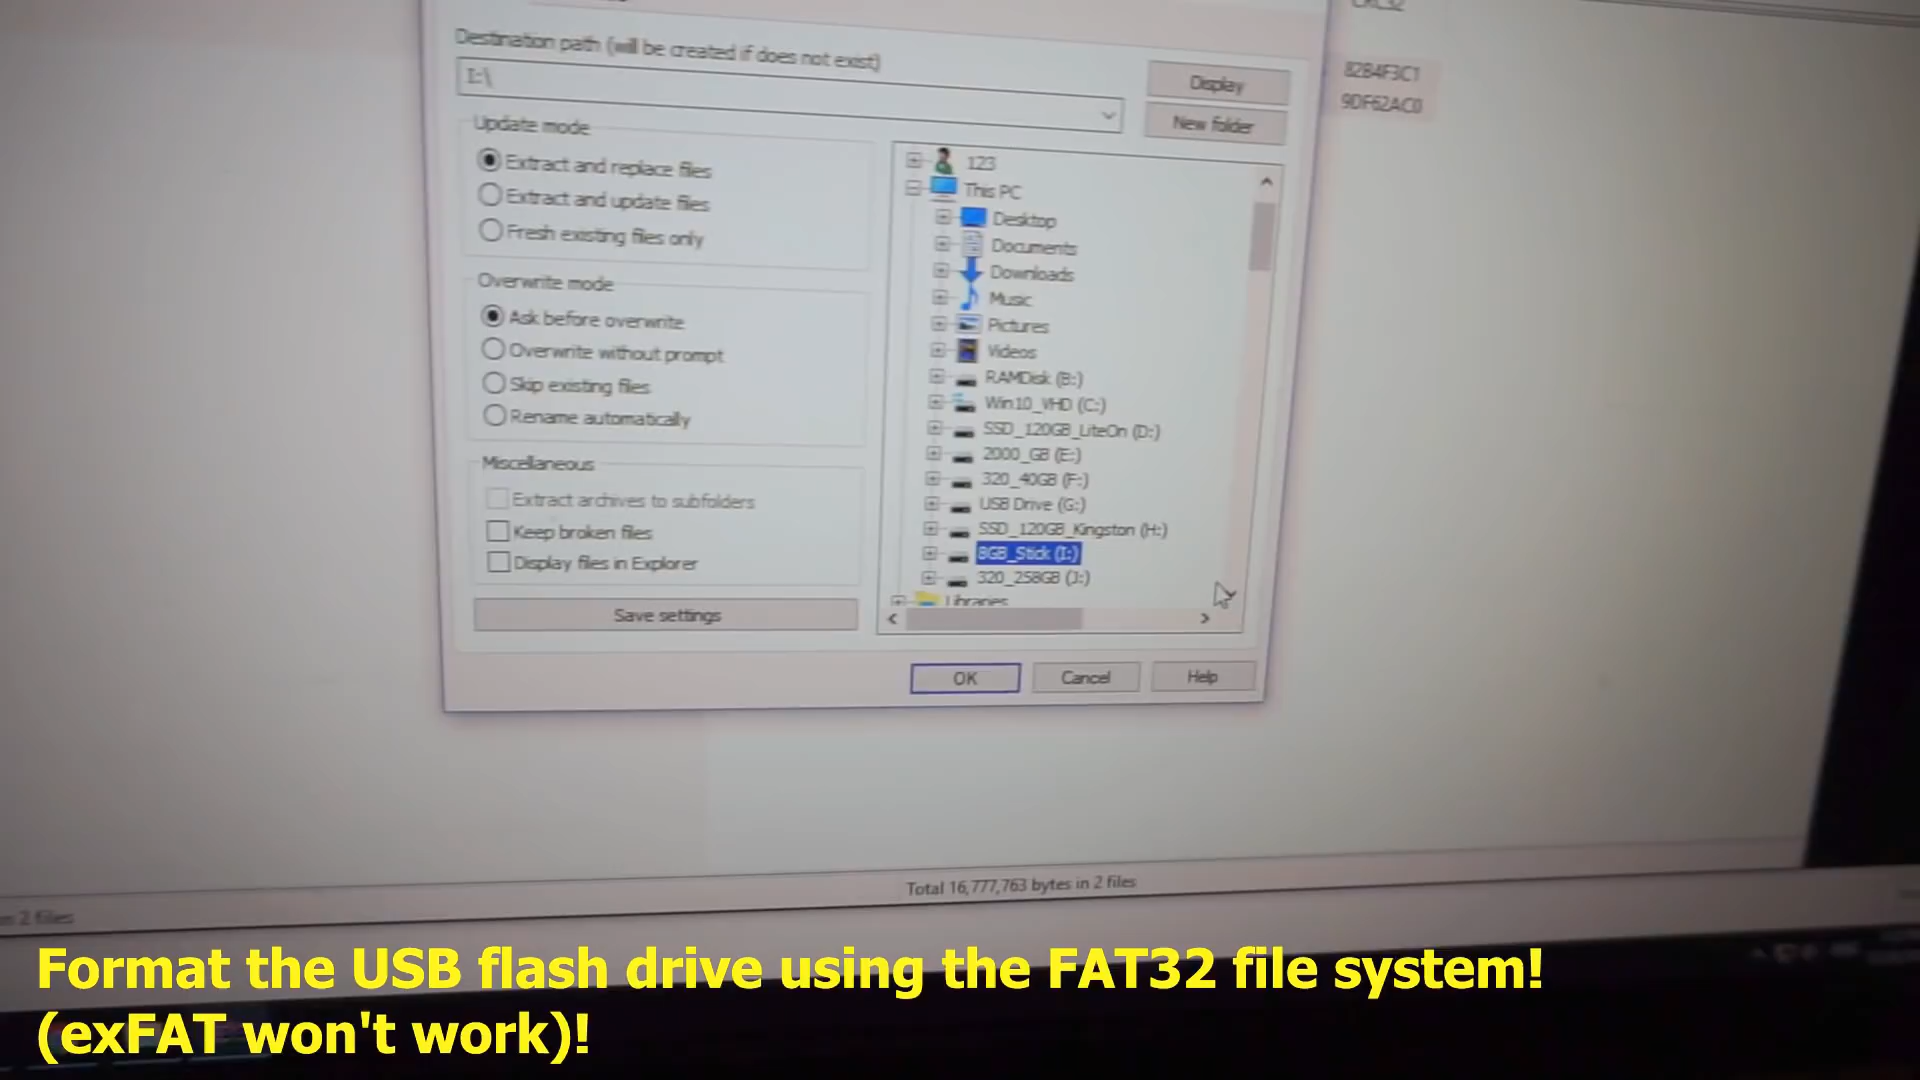 Destination path (will be created if does not exist)
I:\
Display
New folder
82B4F3C1
9DF62AC0
Update mode
Extract and replace files
Extract and update files
Fresh existing files only
Overwrite mode
Ask before overwrite
Overwrite without prompt
Skip existing files
Rename automatically
Miscellaneous
Extract archives to subfolders
Keep broken files
Display files in Explorer
Save settings
123
This PC
Desktop
Documents
Downloads
Music
Pictures
Videos
RAMDisk (B:)
Win10_VHD (C:)
SSD_120GB_LiteOn (D:)
2000_GB (E:)
320_40GB (F:)
USB Drive (G:)
SSD_120GB_Kingston (H:)
8GB_Stick (I:)
320_258GB (J:)
Libraries
OK
Cancel
Help
Total 16,777,763 bytes in 2 files
in 2 files
Format the USB flash drive using the FAT32 file system!
(exFAT won't work)!